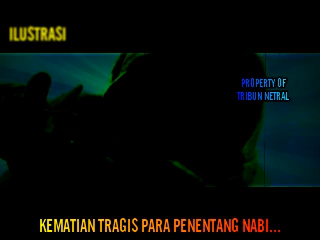 ILUSTRASI
PROPERTY OF
TRIBUN NETRAL
KEMATIAN TRAGIS PARA PENENTANG NABI...